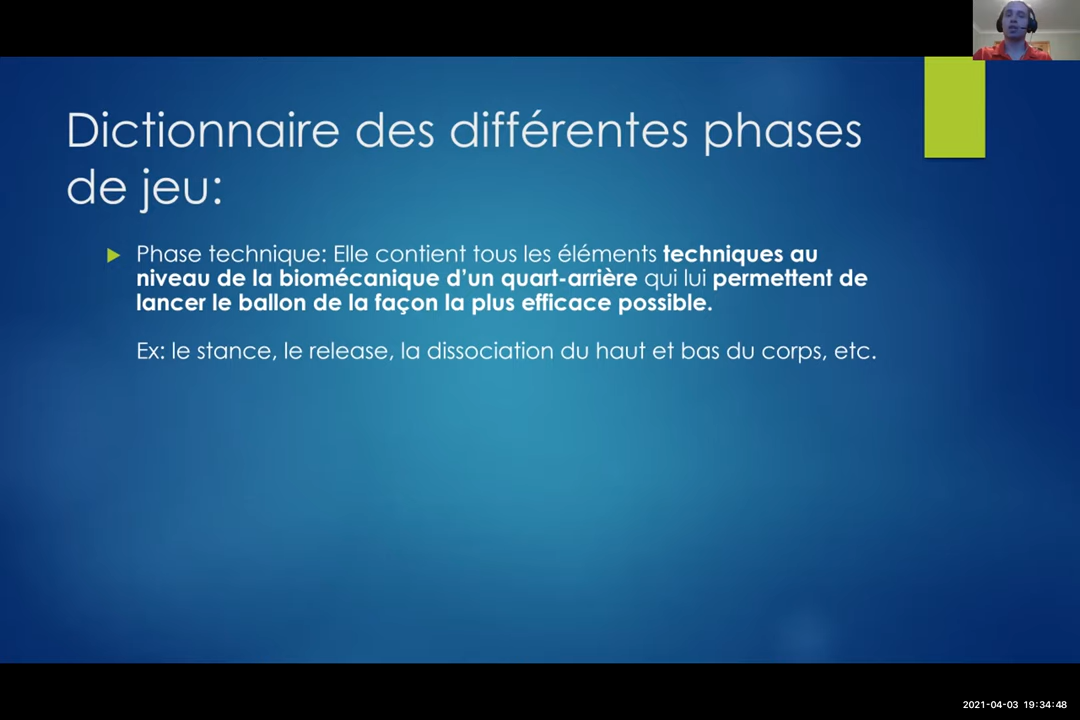 Dictionnaire des différentes phases
de jeu:
Phase technique: Elle contient tous les éléments techniques au
niveau de la biomécanique d’un quart-arrière qui lui permettent de
lancer le ballon de la façon la plus efficace possible.
Ex: le stance, le release, la dissociation du haut et bas du corps, etc.
2021-04-03 19:34:48